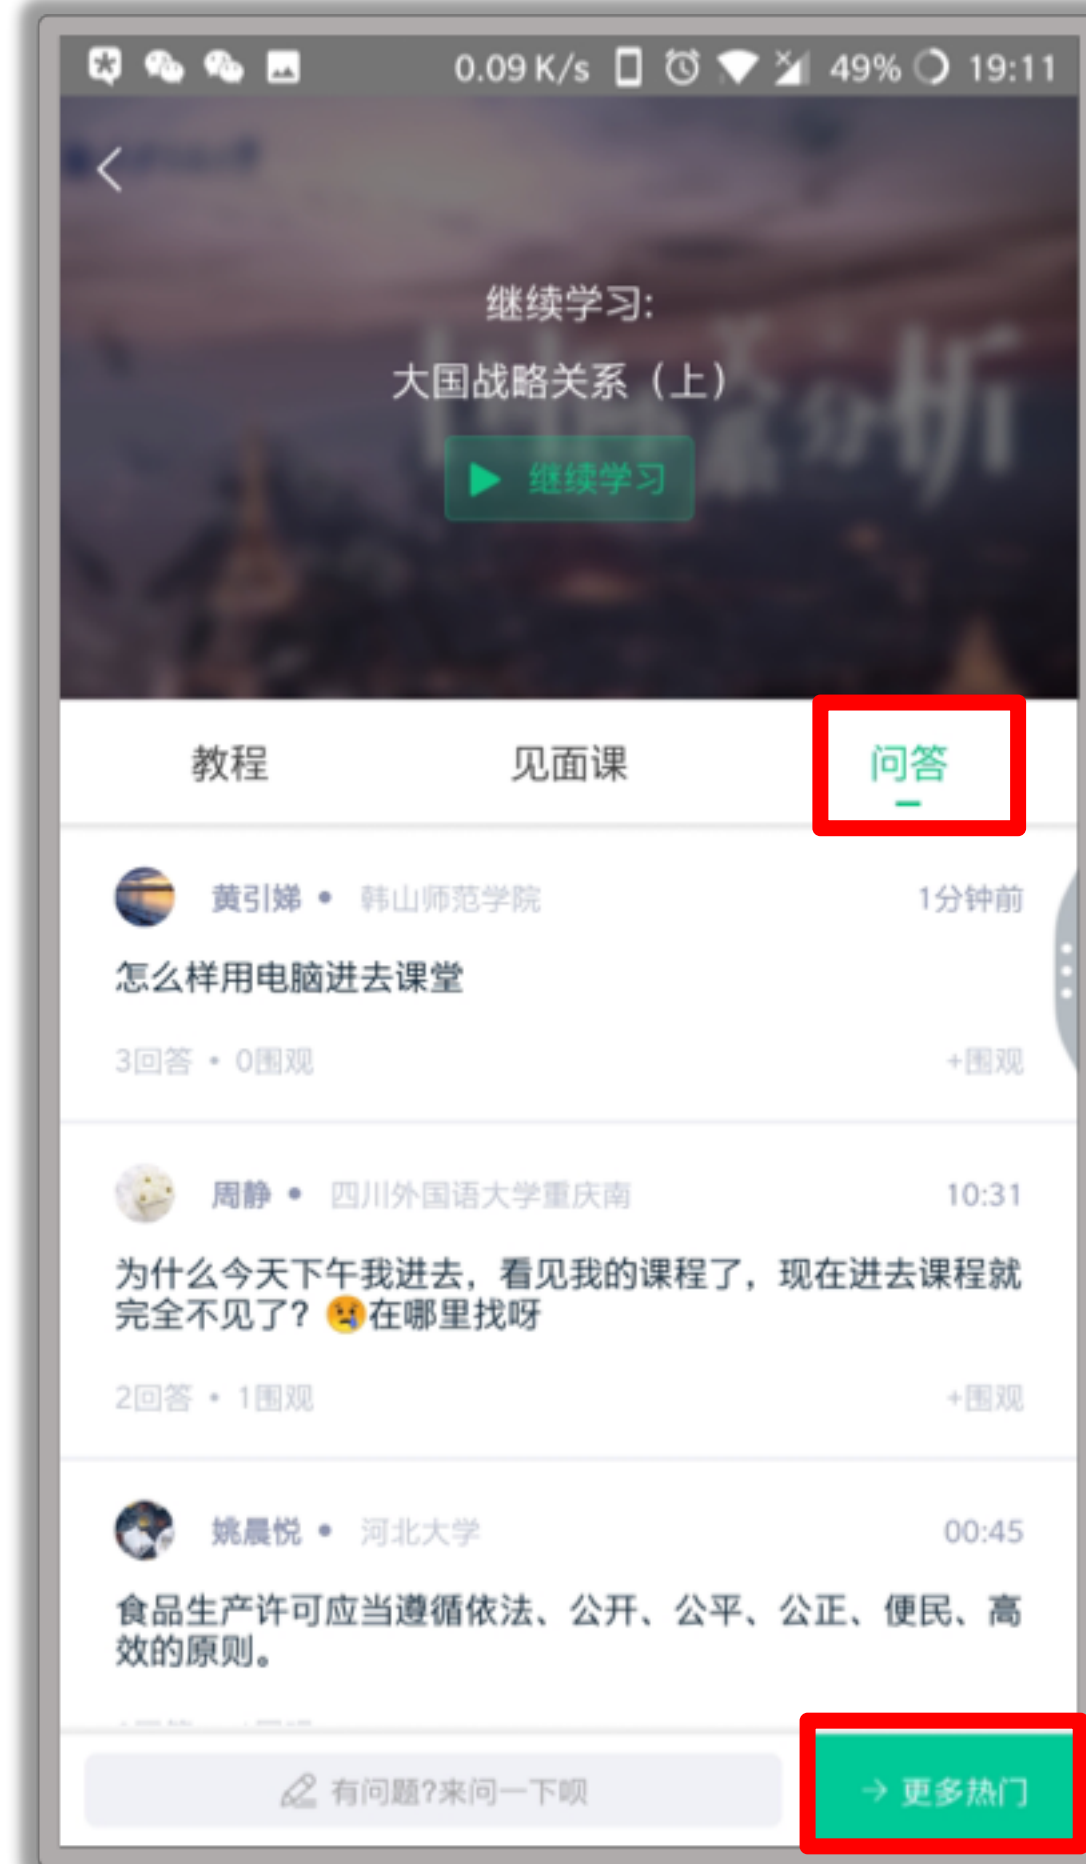 0.09 K/s 49% 19:11
继续学习:
大国战略关系（上）
分析
继续学习
教程 见面课 问答
黄引娣 • 韩山师范学院 1分钟前
怎么样用电脑进去课堂
3回答 • 0围观 +围观
周静 • 四川外国语大学重庆南 10:31
为什么今天下午我进去，看见我的课程了，现在进去课程就
完全不见了？😢在哪里找呀
2回答 • 1围观 +围观
姚晨悦 • 河北大学 00:45
食品生产许可应当遵循依法、公开、公平、公正、便民、高
效的原则。
有问题?来问一下呗 → 更多热门